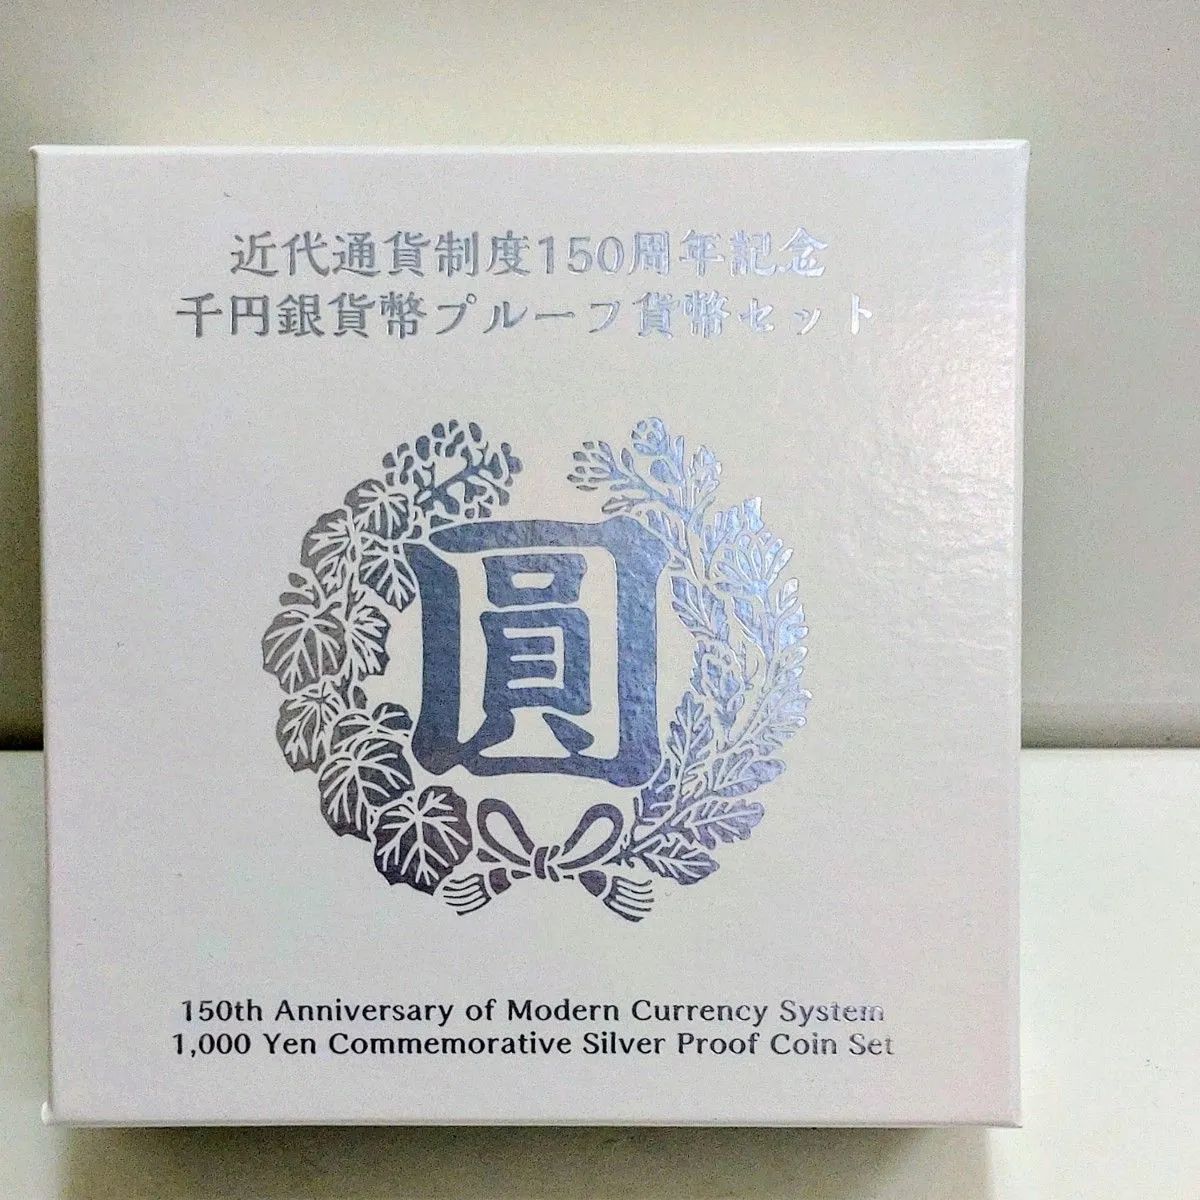 近代通貨制度150周年記念
千円銀貨幣プルーフ貨幣セット
圓
150th Anniversary of Modern Currency System
1,000 Yen Commemorative Silver Proof Coin Set